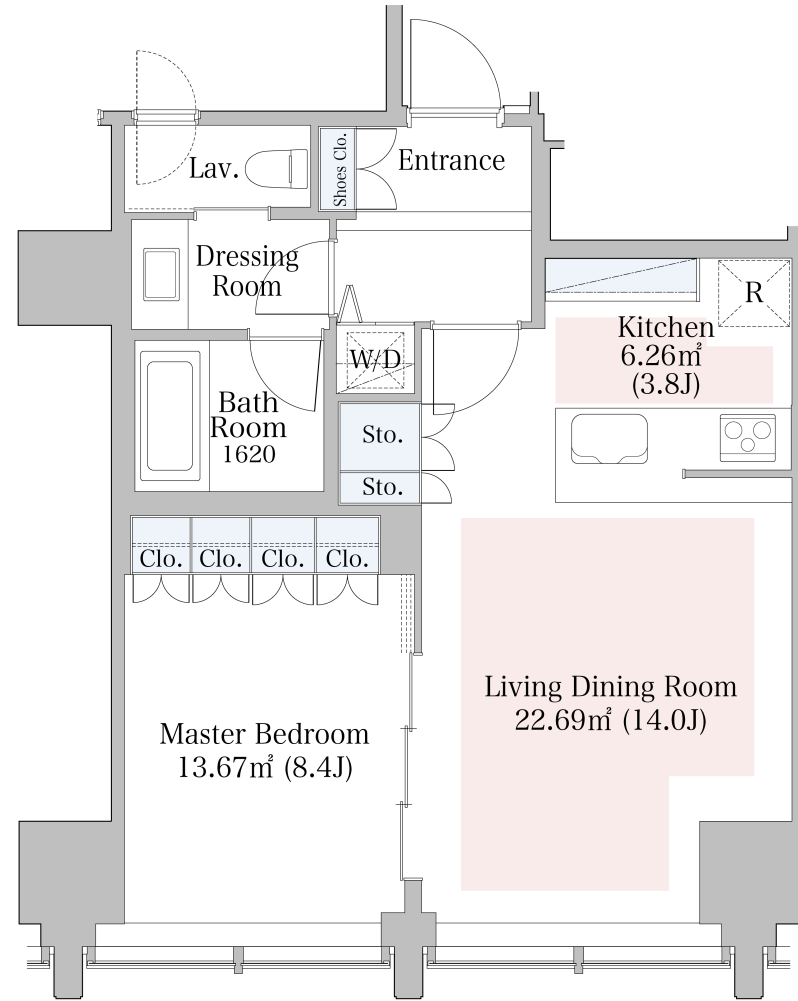 Lav.
Shoes Clo.
Entrance
Dressing
Room
R
Kitchen
6.26㎡
(3.8J)
W/D
Bath
Room
1620
Sto.
Sto.
Clo.
Clo.
Clo.
Clo.
Living Dining Room
22.69㎡ (14.0J)
Master Bedroom
13.67㎡ (8.4J)